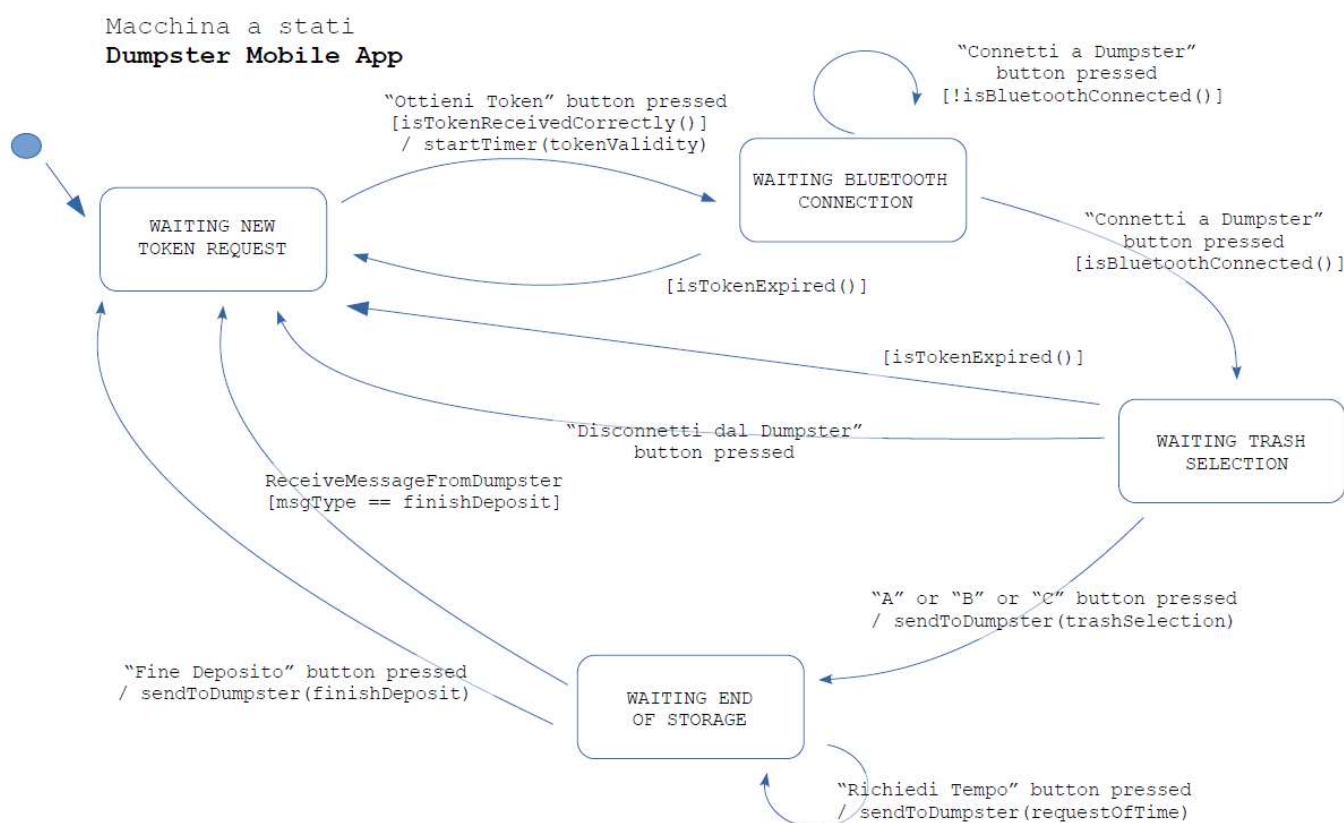 Macchina a stati
Dumpster Mobile App
“Connetti a Dumpster”
button pressed
[!isBluetoothConnected()]
“Ottieni Token” button pressed
[isTokenReceivedCorrectly()]
/ startTimer(tokenValidity)
WAITING BLUETOOTH
CONNECTION
WAITING NEW
TOKEN REQUEST
“Connetti a Dumpster”
button pressed
[isBluetoothConnected()]
[isTokenExpired()]
[isTokenExpired()]
“Disconnetti dal Dumpster”
button pressed
WAITING TRASH
SELECTION
ReceiveMessageFromDumpster
[msgType == finishDeposit]
“A” or “B” or “C” button pressed
/ sendToDumpster(trashSelection)
“Fine Deposito” button pressed
/ sendToDumpster(finishDeposit)
WAITING END
OF STORAGE
“Richiedi Tempo” button pressed
/ sendToDumpster(requestOfTime)